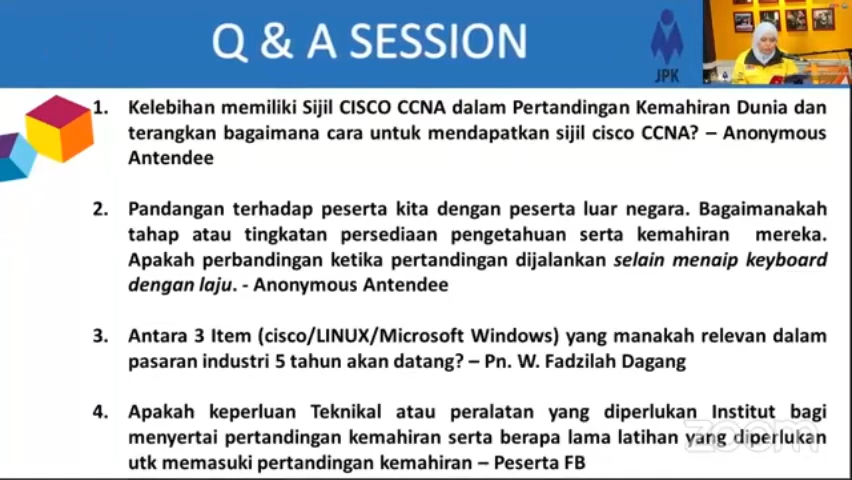 Q & A SESSION
JPK
1. Kelebihan memiliki Sijil CISCO CCNA dalam Pertandingan Kemahiran Dunia dan
terangkan bagaimana cara untuk mendapatkan sijil cisco CCNA? – Anonymous
Antendee
2. Pandangan terhadap peserta kita dengan peserta luar negara. Bagaimanakah
tahap atau tingkatan persediaan pengetahuan serta kemahiran mereka.
Apakah perbandingan ketika pertandingan dijalankan selain menaip keyboard
dengan laju. - Anonymous Antendee
3. Antara 3 Item (cisco/LINUX/Microsoft Windows) yang manakah relevan dalam
pasaran industri 5 tahun akan datang? – Pn. W. Fadzilah Dagang
4. Apakah keperluan Teknikal atau peralatan yang diperlukan Institut bagi
menyertai pertandingan kemahiran serta berapa lama latihan yang diperlukan
utk memasuki pertandingan kemahiran – Peserta FB
zoom